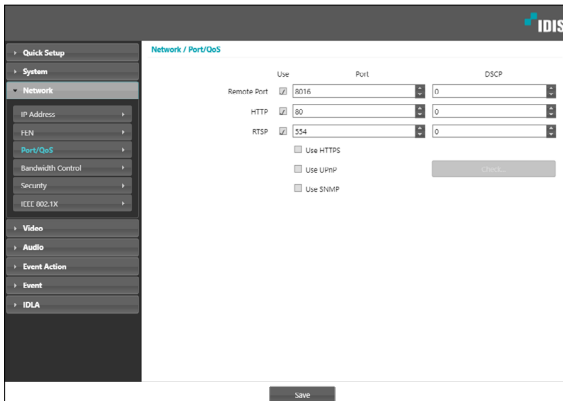 IDIS
Quick Setup
System
Network
IP Address
FEN
Port/QoS
Bandwidth Control
Security
IEEE 802.1X
Video
Audio
Event Action
Event
IDLA
Network / Port/QoS
Use Port DSCP
Remote Port 8016 0
HTTP 80 0
RTSP 554 0
Use HTTPS
Use UPnP Check...
Use SNMP
Save